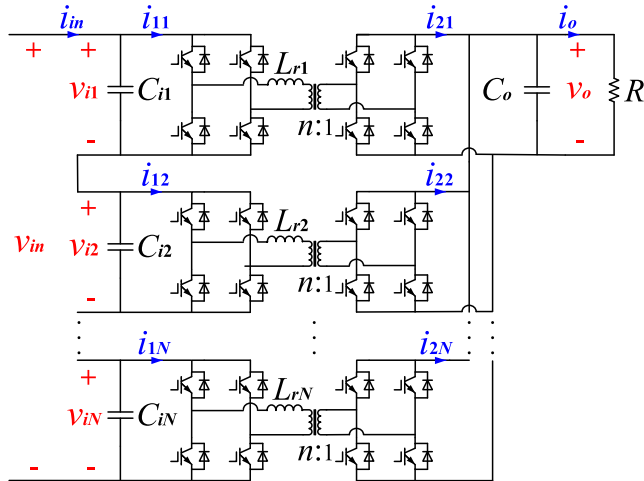 i_in i_11 i_21 i_o
+ + L_r1 +
v_i1 C_i1 C_o v_o R
- n:1 -
i_12 i_22
+ L_r2
v_in v_i2 C_i2
- n:1
i_1N i_2N
+ L_rN
v_iN C_iN
- - n:1